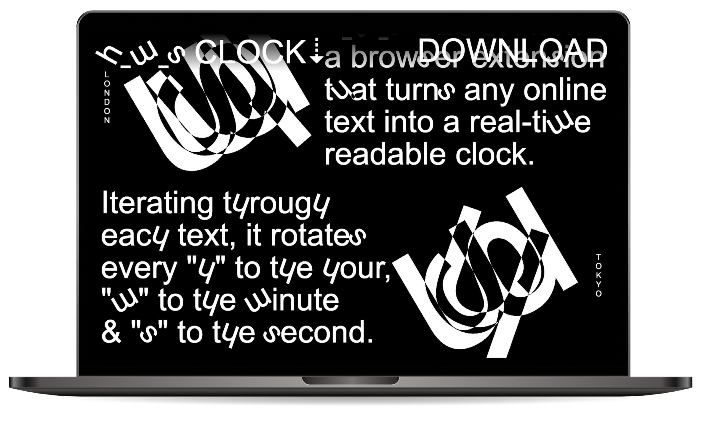 h_m_s CLOCK↓ DOWNLOAD
LONDON
a browser extension
that turns any online
text into a real-time
readable clock.
Iterating through
each text, it rotates
every "h" to the hour,
"m" to the minute
& "s" to the second.
TOKYO